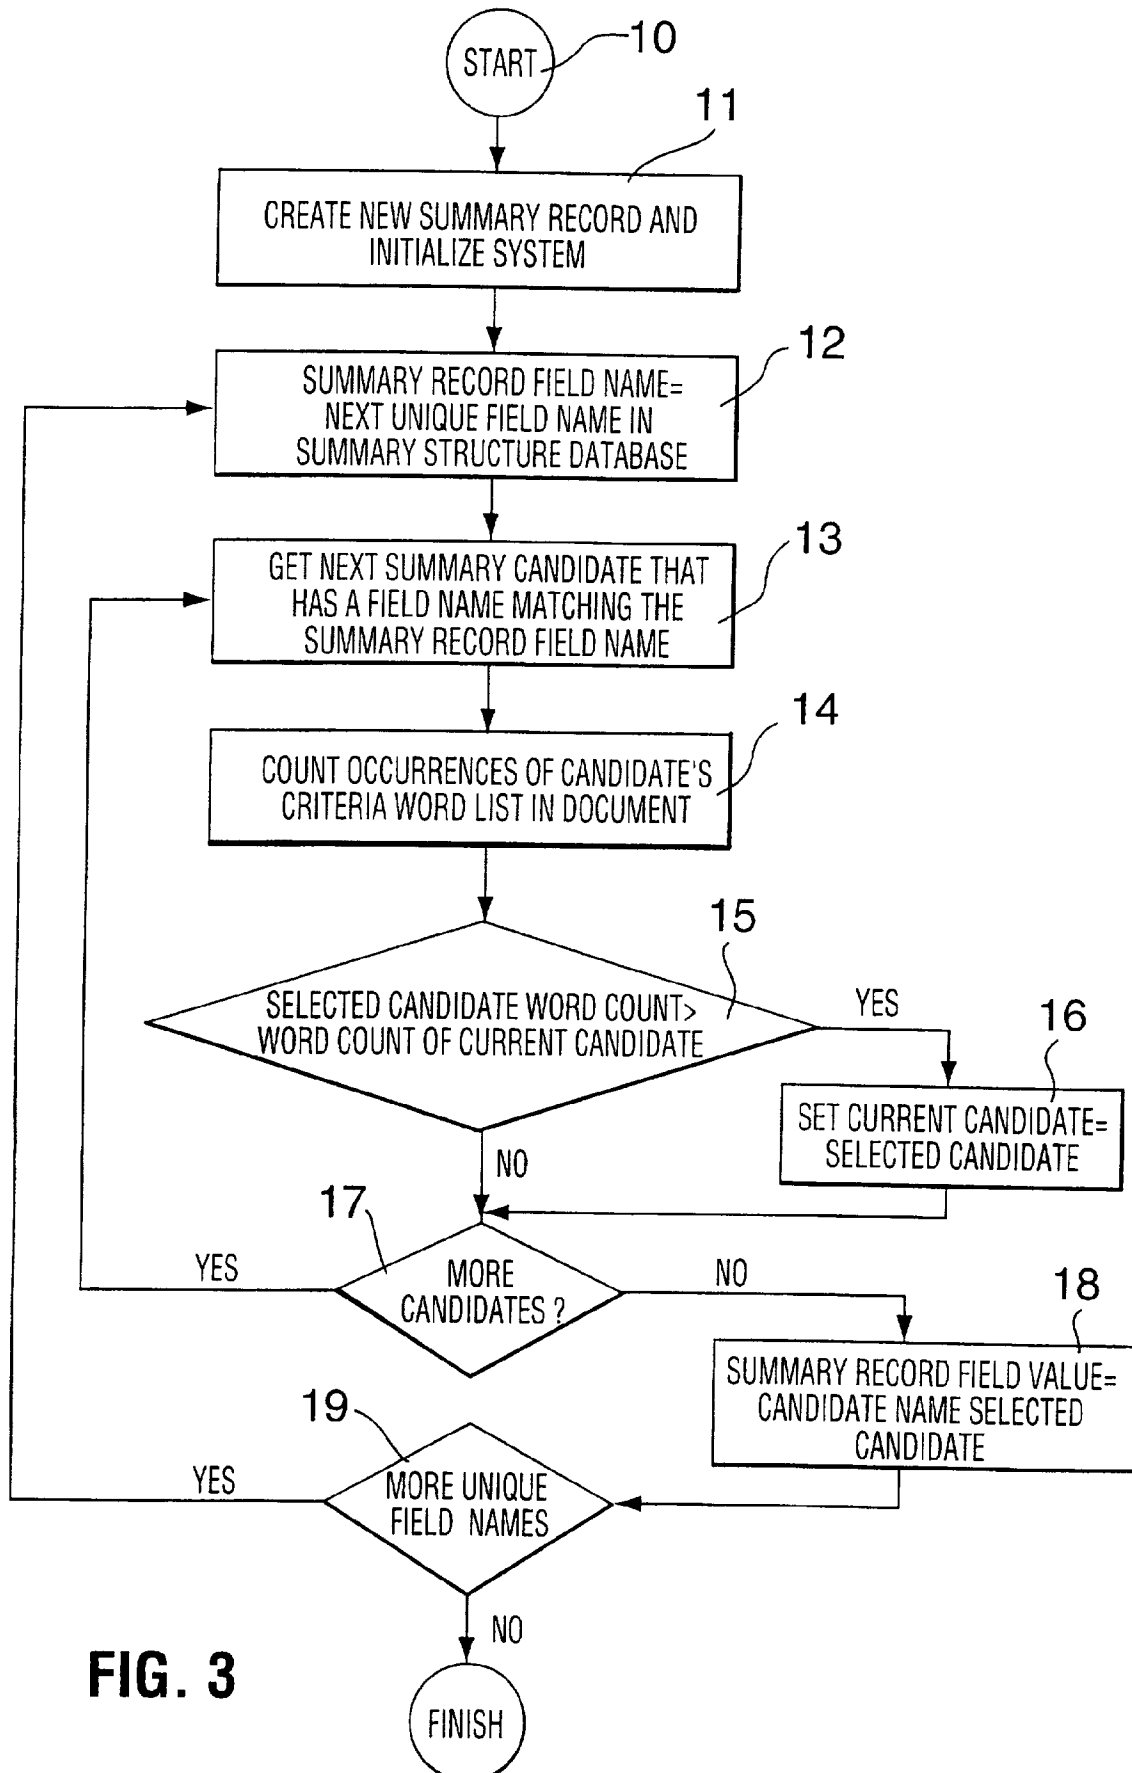 START
10
11
CREATE NEW SUMMARY RECORD AND
INITIALIZE SYSTEM
12
SUMMARY RECORD FIELD NAME=
NEXT UNIQUE FIELD NAME IN
SUMMARY STRUCTURE DATABASE
13
GET NEXT SUMMARY CANDIDATE THAT
HAS A FIELD NAME MATCHING THE
SUMMARY RECORD FIELD NAME
14
COUNT OCCURRENCES OF CANDIDATE'S
CRITERIA WORD LIST IN DOCUMENT
15
SELECTED CANDIDATE WORD COUNT>
WORD COUNT OF CURRENT CANDIDATE
YES
16
SET CURRENT CANDIDATE=
SELECTED CANDIDATE
NO
17
YES
MORE
CANDIDATES ?
NO
18
SUMMARY RECORD FIELD VALUE=
CANDIDATE NAME SELECTED
CANDIDATE
19
YES
MORE UNIQUE
FIELD NAMES
NO
FIG. 3
FINISH